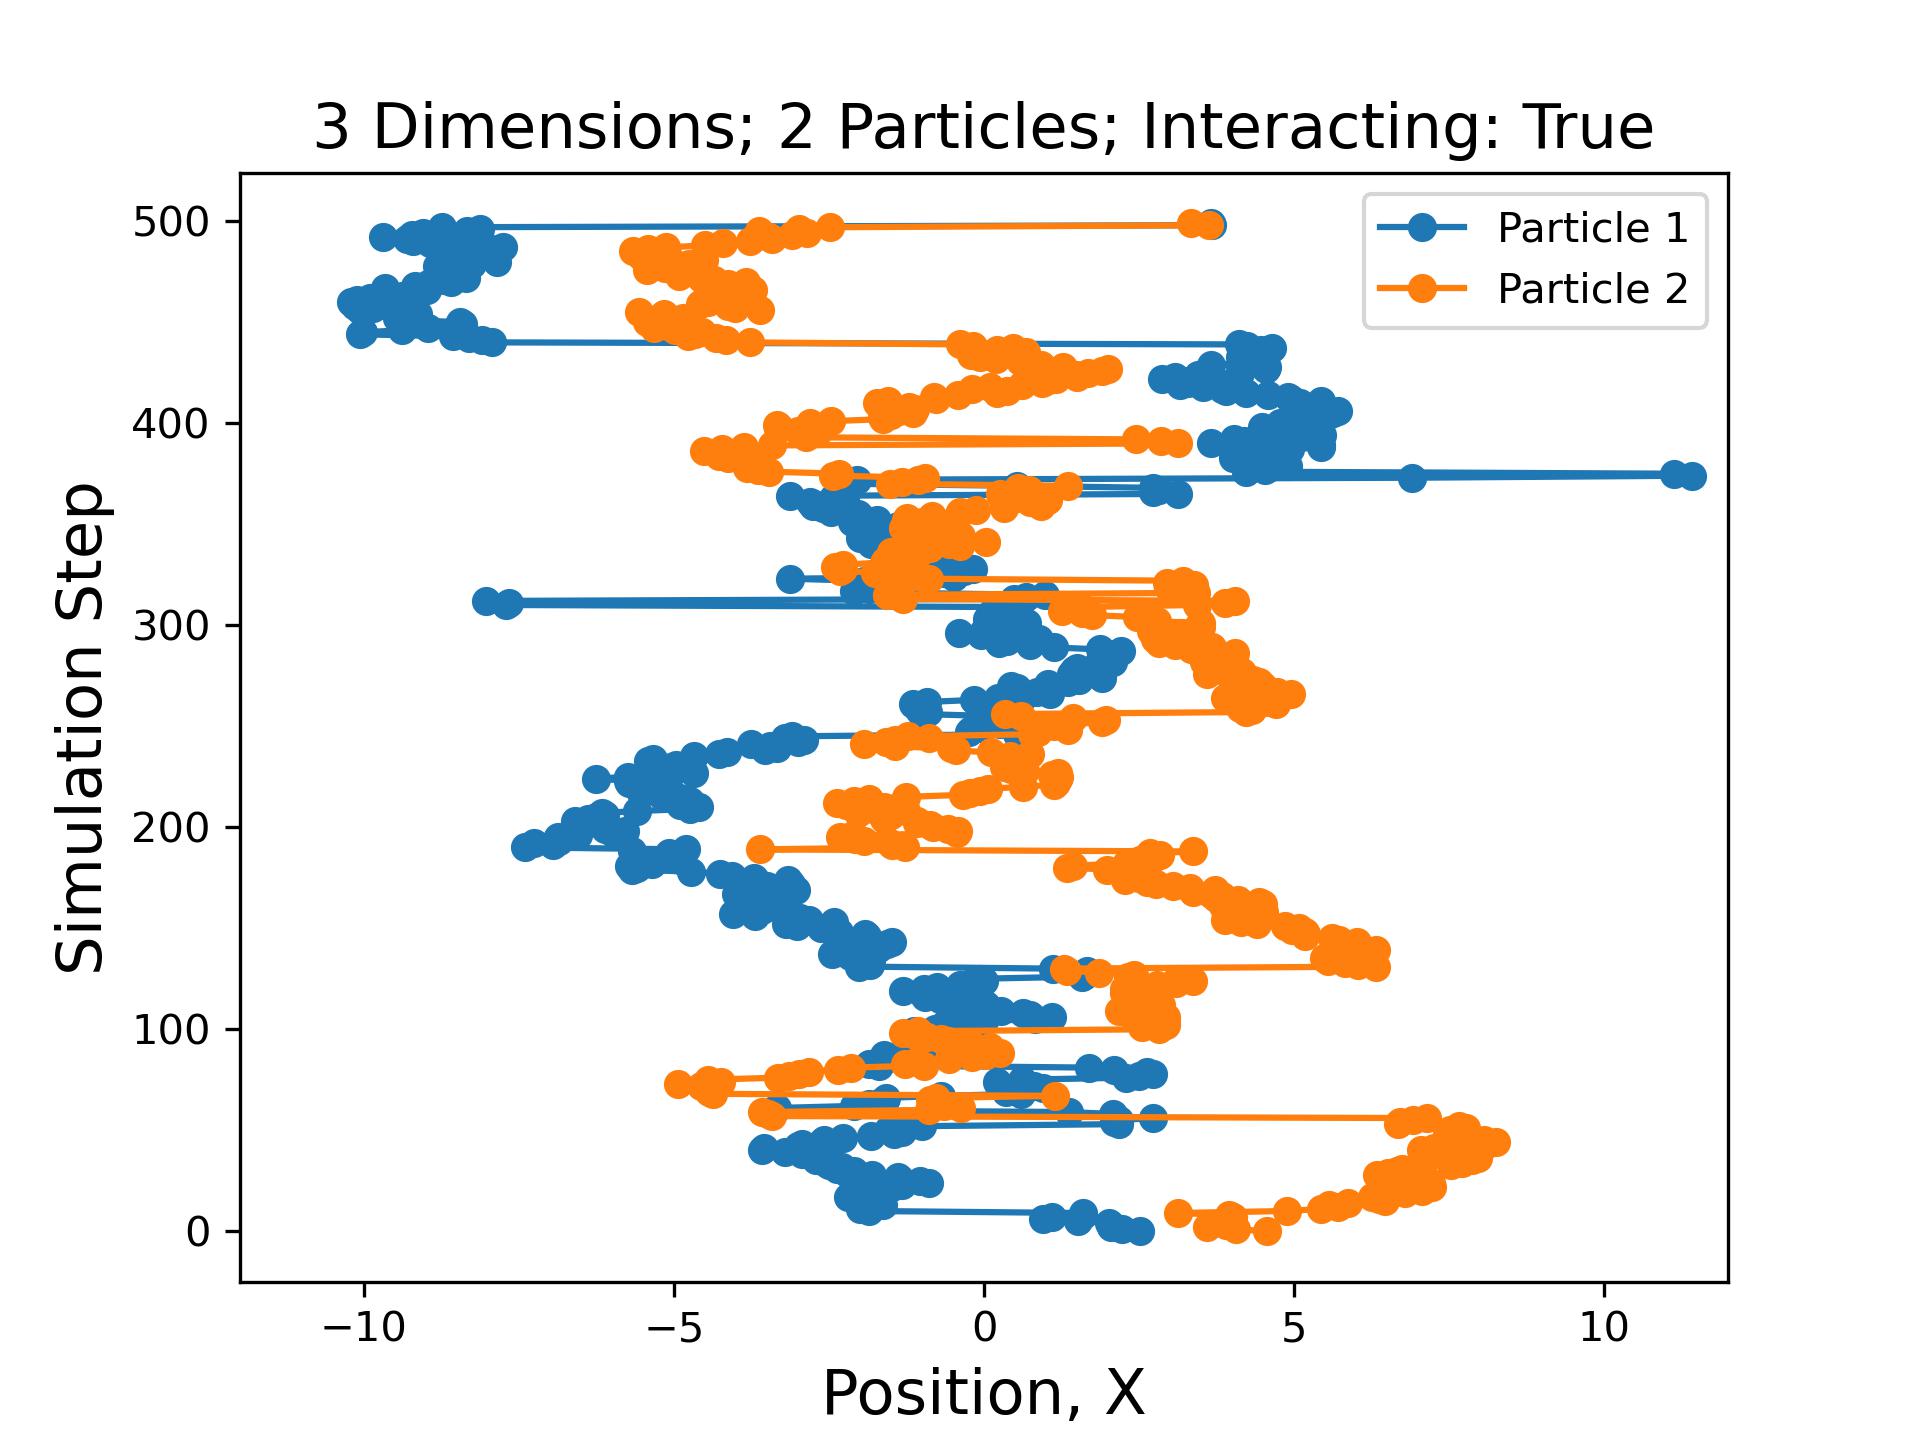 3 Dimensions; 2 Particles; Interacting: True
Particle 1
Particle 2
Simulation Step
500
400
300
200
100
0
−10
−5
0
5
10
Position, X